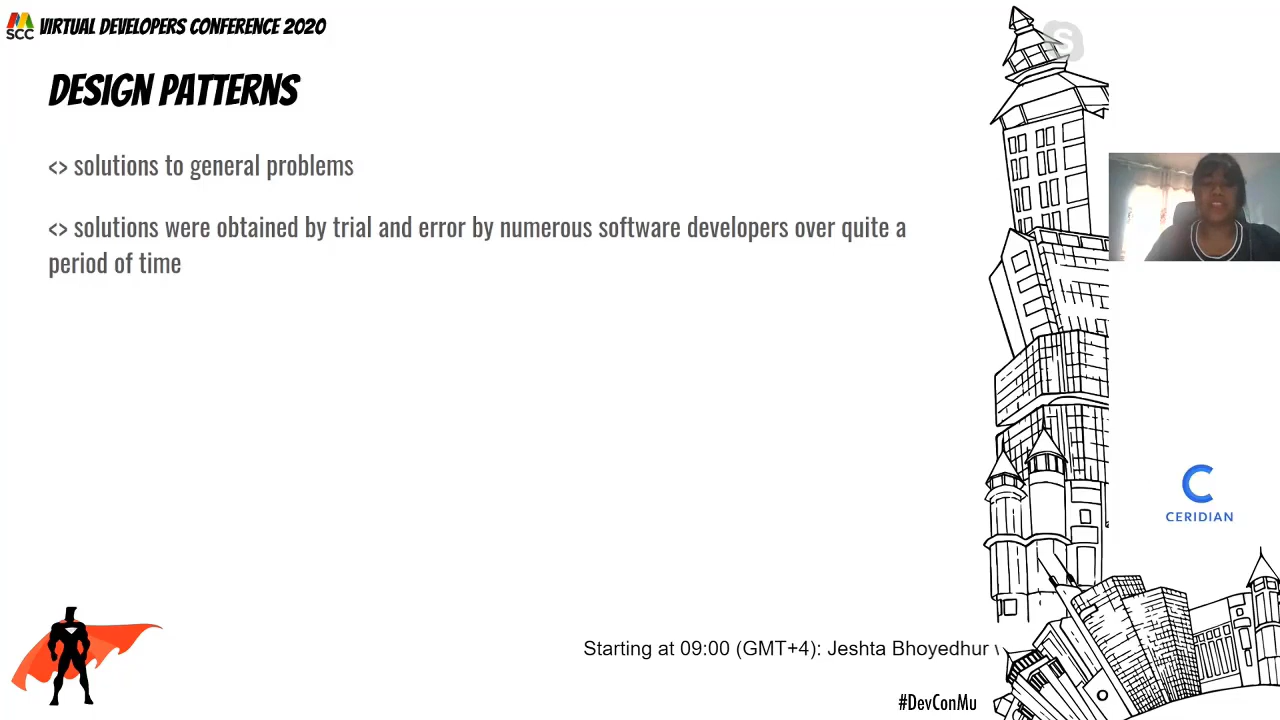 SCC VIRTUAL DEVELOPERS CONFERENCE 2020
S
DESIGN PATTERNS
<> solutions to general problems
<> solutions were obtained by trial and error by numerous software developers over quite a
period of time
C
CERIDIAN
Starting at 09:00 (GMT+4): Jeshta Bhoyedhur
#DevConMu